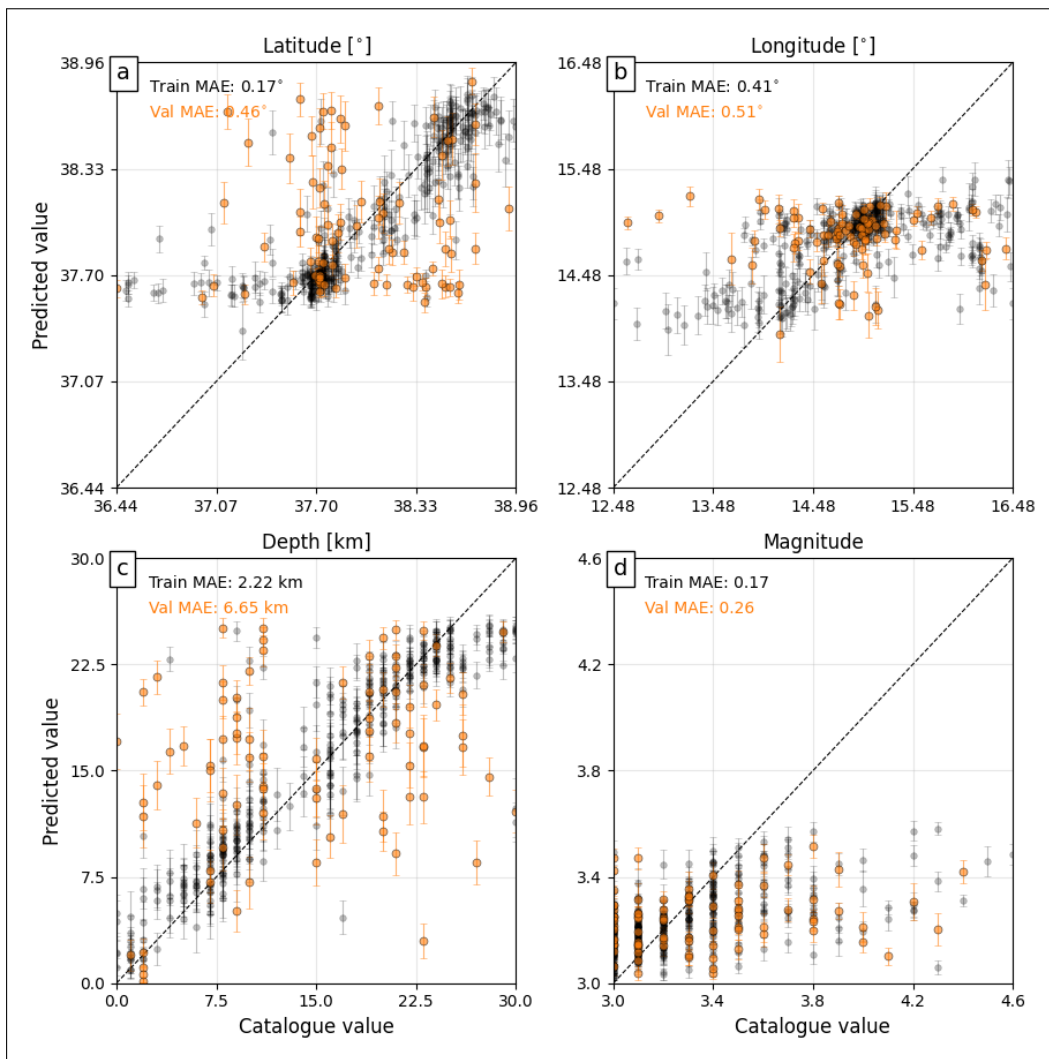 Latitude [°]
a
Train MAE: 0.17°
Val MAE: 0.46°
38.96
38.33
37.70
37.07
36.44
Predicted value
36.44 37.07 37.70 38.33 38.96
Longitude [°]
b
Train MAE: 0.41°
Val MAE: 0.51°
16.48
15.48
14.48
13.48
12.48
12.48 13.48 14.48 15.48 16.48
Depth [km]
c
Train MAE: 2.22 km
Val MAE: 6.65 km
30.0
22.5
15.0
7.5
0.0
Predicted value
0.0 7.5 15.0 22.5 30.0
Catalogue value
Magnitude
d
Train MAE: 0.17
Val MAE: 0.26
4.6
4.2
3.8
3.4
3.0
3.0 3.4 3.8 4.2 4.6
Catalogue value